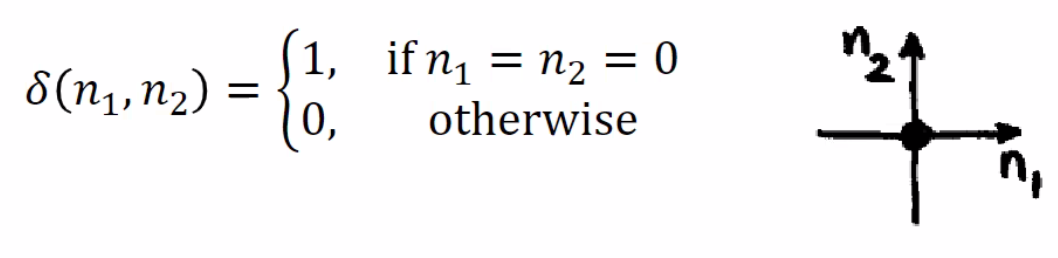 δ(n₁, n₂) = {1, if n₁ = n₂ = 0
0, otherwise
n₂
n₁